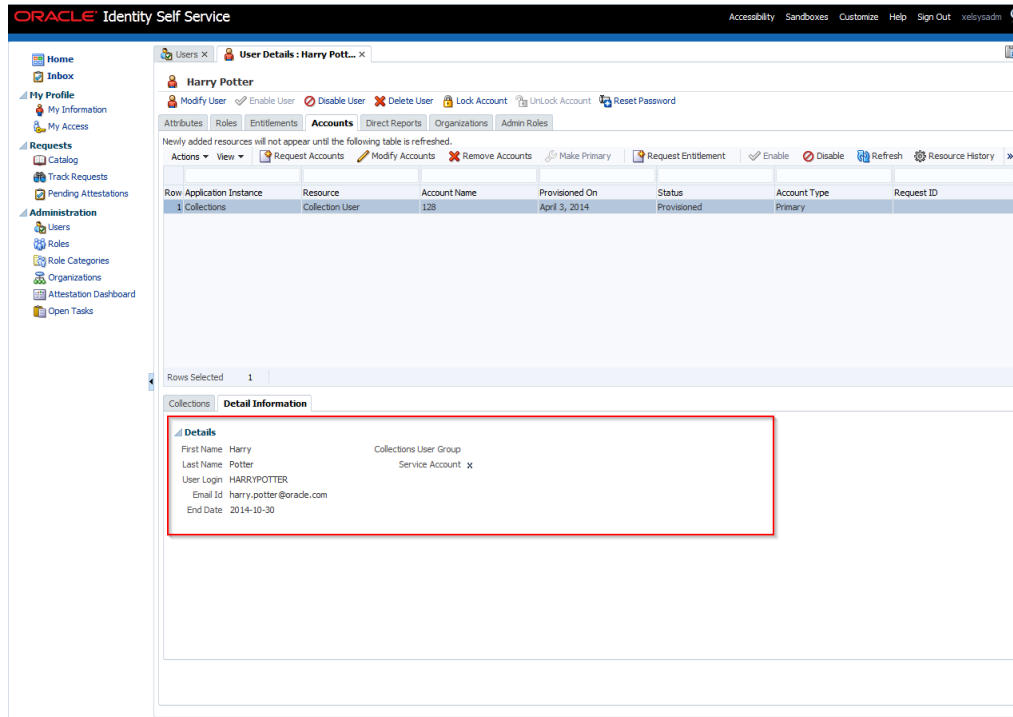 ORACLE Identity Self Service
Accessibility Sandboxes Customize Help Sign Out xelsysadm
Home
Inbox
My Profile
My Information
My Access
Requests
Catalog
Track Requests
Pending Attestations
Administration
Users
Roles
Role Categories
Organizations
Attestation Dashboard
Open Tasks
Users × User Details : Harry Pott... ×
Harry Potter
Modify User Enable User Disable User Delete User Lock Account UnLock Account Reset Password
Attributes Roles Entitlements Accounts Direct Reports Organizations Admin Roles
Newly added resources will not appear until the following table is refreshed.
Actions View Request Accounts Modify Accounts Remove Accounts Make Primary Request Entitlement Enable Disable Refresh Resource History »
Row Application Instance Resource Account Name Provisioned On Status Account Type Request ID
1 Collections Collection User 128 April 3, 2014 Provisioned Primary
Rows Selected 1
Collections Detail Information
Details
First Name Harry Collections User Group
Last Name Potter Service Account x
User Login HARRYPOTTER
Email Id harry.potter@oracle.com
End Date 2014-10-30